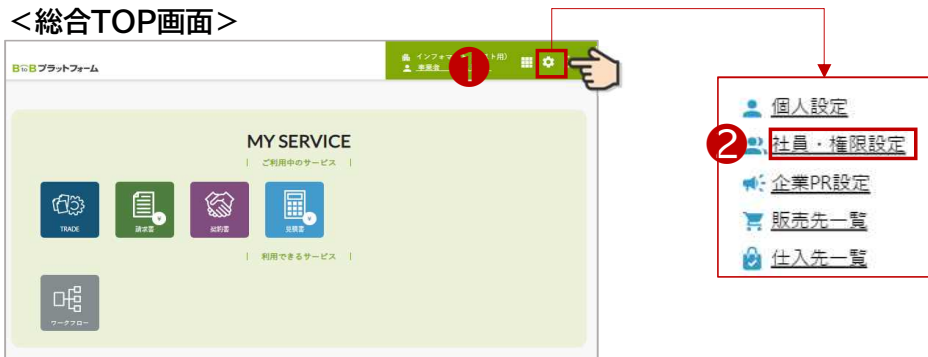 ＜総合TOP画面＞
BtoBプラットフォーム
1
MY SERVICE
| ご利用中のサービス |
TRADE
請求書
契約書
見積書
| 利用できるサービス |
ワークフロー
個人設定
2
社員・権限設定
企業PR設定
販売先一覧
仕入先一覧